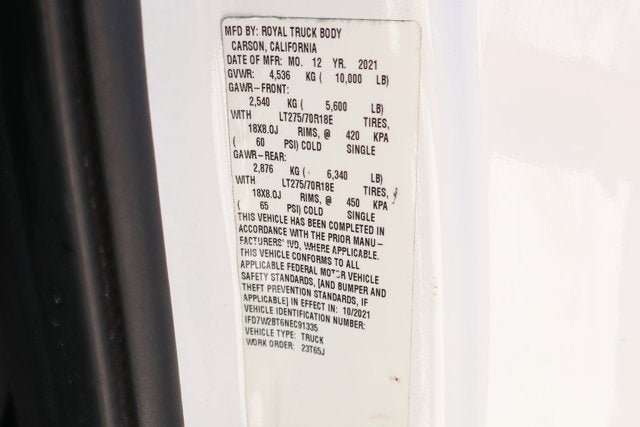 MFD BY: ROYAL TRUCK BODY
CARSON, CALIFORNIA
DATE OF MFR: MO. 12 YR. 2021
GVWR: 4,536 KG ( 10,000 LB)
GAWR-FRONT:
2,540 KG ( 5,600 LB)
WITH LT275/70R18E TIRES,
18X8.0J RIMS, @ 420 KPA
( 60 PSI) COLD SINGLE
GAWR-REAR:
2,876 KG ( 6,340 LB)
WITH LT275/70R18E TIRES,
18X8.0J RIMS, @ 450 KPA
( 65 PSI) COLD SINGLE
THIS VEHICLE HAS BEEN COMPLETED IN
ACCORDANCE WITH THE PRIOR MANU-
FACTURERS' IVD, WHERE APPLICABLE.
THIS VEHICLE CONFORMS TO ALL
APPLICABLE FEDERAL MOTOR VEHICLE
SAFETY STANDARDS, [AND BUMPER AND
THEFT PREVENTION STANDARDS, IF
APPLICABLE] IN EFFECT IN: 10/2021
VEHICLE IDENTIFICATION NUMBER:
1FD7W2BT6NEC91335
VEHICLE TYPE: TRUCK
WORK ORDER: 23T65J